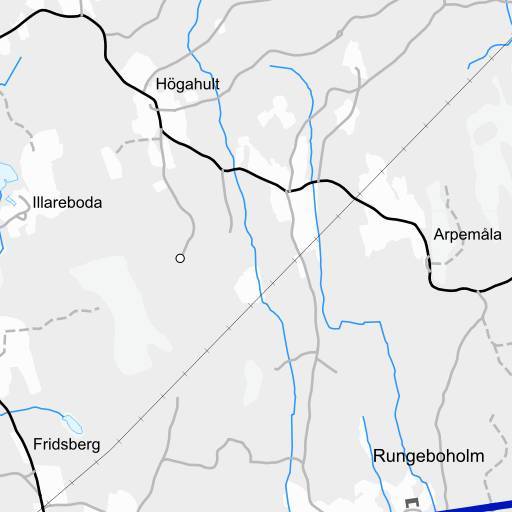 Högahult
Illareboda
Arpemåla
Fridsberg
Rungeboholm